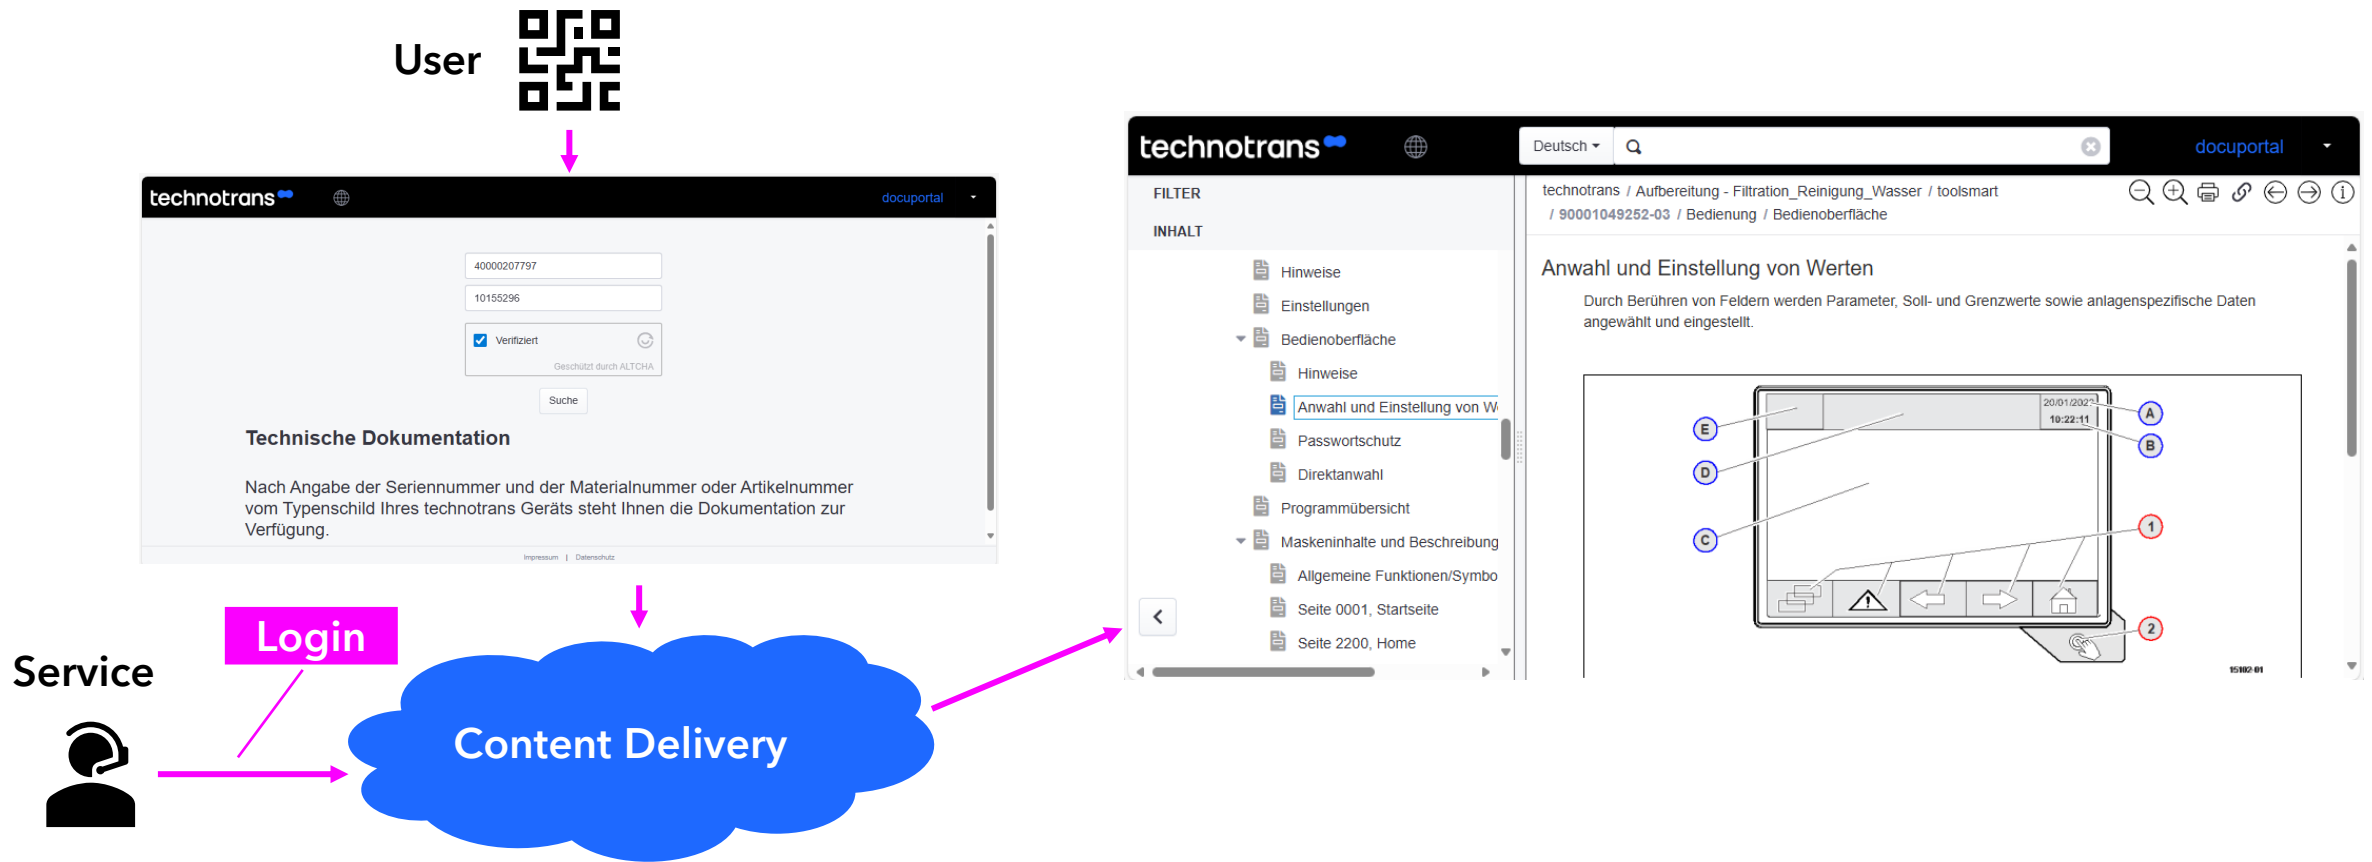 User
technotrans
docuportal
40000207797
10155296
Verifiziert
Geschützt durch ALTCHA
Suche
Technische Dokumentation
Nach Angabe der Seriennummer und der Materialnummer oder Artikelnummer
vom Typenschild Ihres technotrans Geräts steht Ihnen die Dokumentation zur
Verfügung.
Impressum | Datenschutz
Login
Service
Content Delivery
technotrans
Deutsch
docuportal
FILTER
INHALT
Hinweise
Einstellungen
Bedienoberfläche
Hinweise
Anwahl und Einstellung von W
Passwortschutz
Direktanwahl
Programmübersicht
Maskeninhalte und Beschreibung
Allgemeine Funktionen/Symbo
Seite 0001, Startseite
Seite 2200, Home
technotrans / Aufbereitung - Filtration_Reinigung_Wasser / toolsmart
/ 90001049252-03 / Bedienung / Bedienoberfläche
Anwahl und Einstellung von Werten
Durch Berühren von Feldern werden Parameter, Soll- und Grenzwerte sowie anlagenspezifische Daten
angewählt und eingestellt.
20/01/2022
10:22:11
A
B
E
D
C
1
2
15102-01